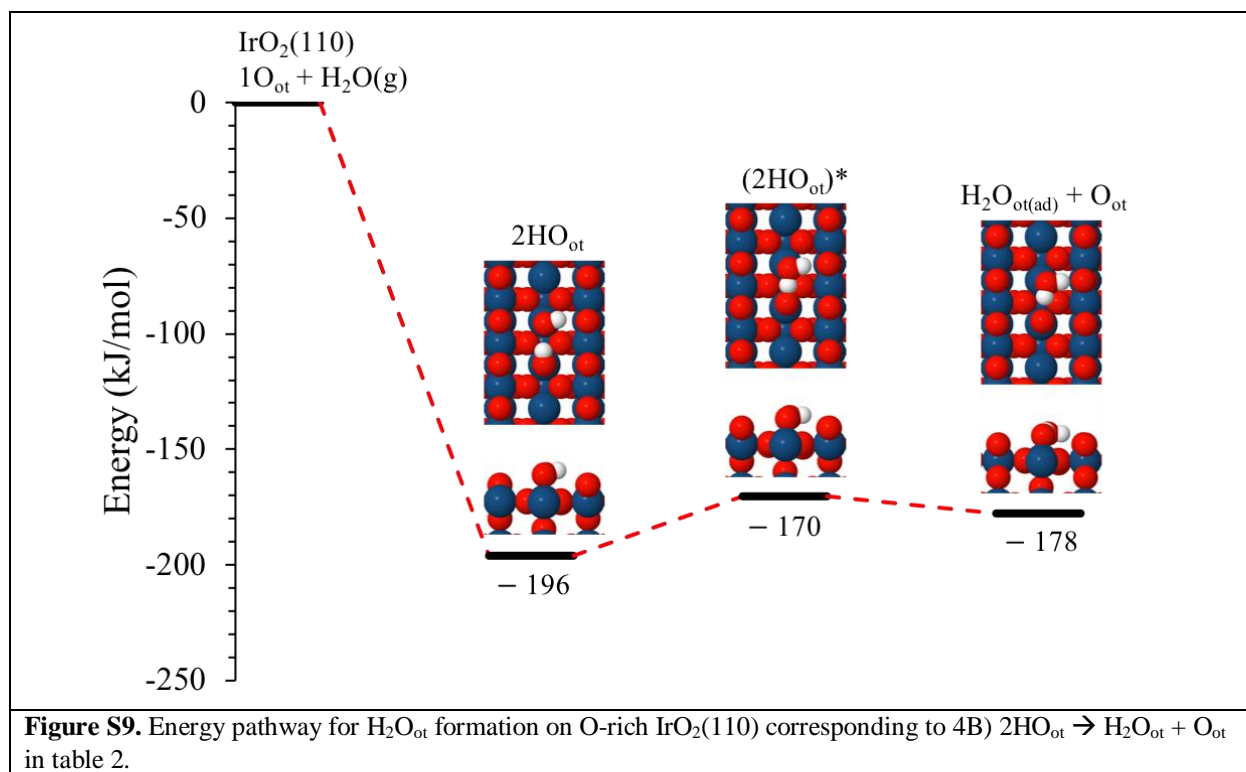 IrO₂(110)
1Oₒₜ + H₂O(g)
0
-50
-100
-150
-200
-250
Energy (kJ/mol)
2HOₒₜ
(2HOₒₜ)*
H₂Oₒₜ₍ₐd₎ + Oₒₜ
– 196
– 170
– 178
Figure S9. Energy pathway for H₂Oₒₜ formation on O-rich IrO₂(110) corresponding to 4B) 2HOₒₜ → H₂Oₒₜ + Oₒₜ
in table 2.